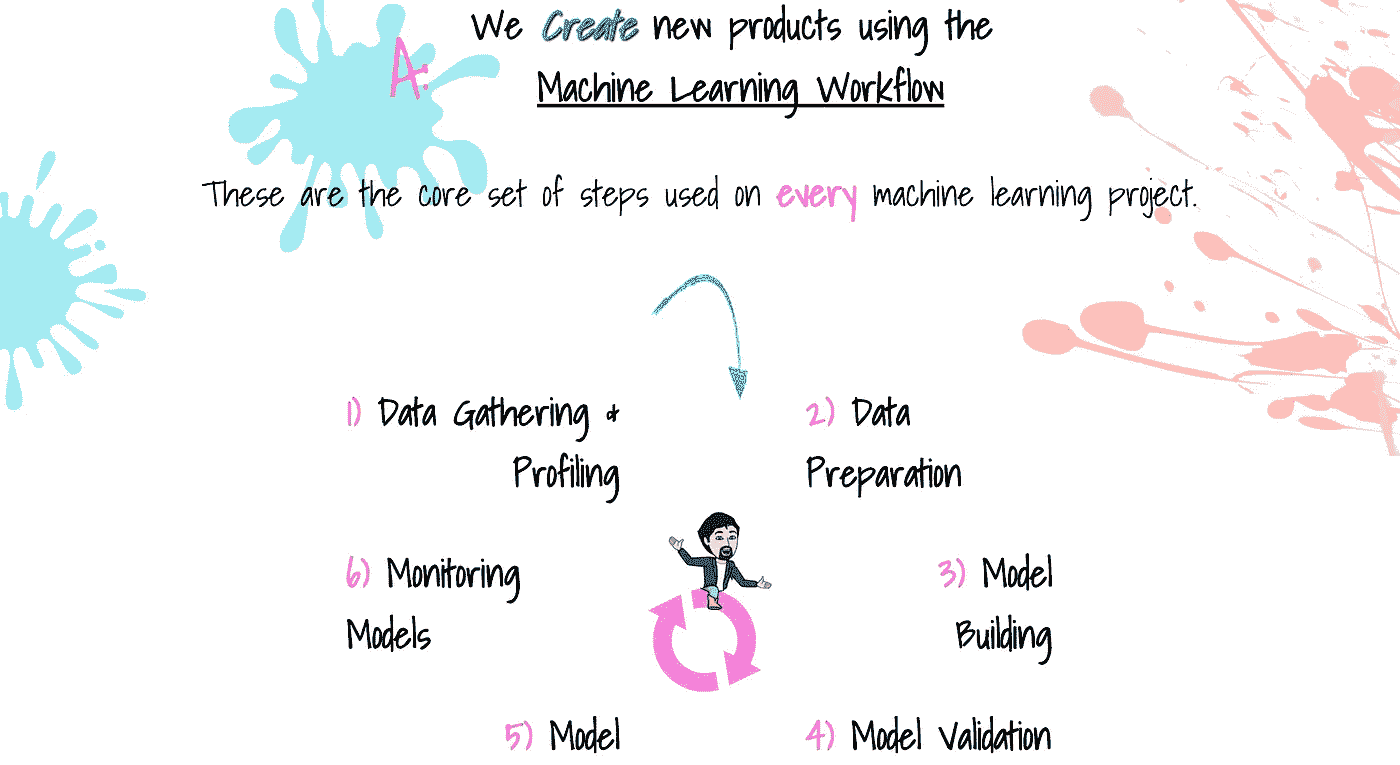 We Create new products using the
A:
Machine Learning Workflow
These are the core set of steps used on every machine learning project.
1) Data Gathering &
Profiling
2) Data
Preparation
6) Monitoring
Models
3) Model
Building
5) Model
4) Model Validation